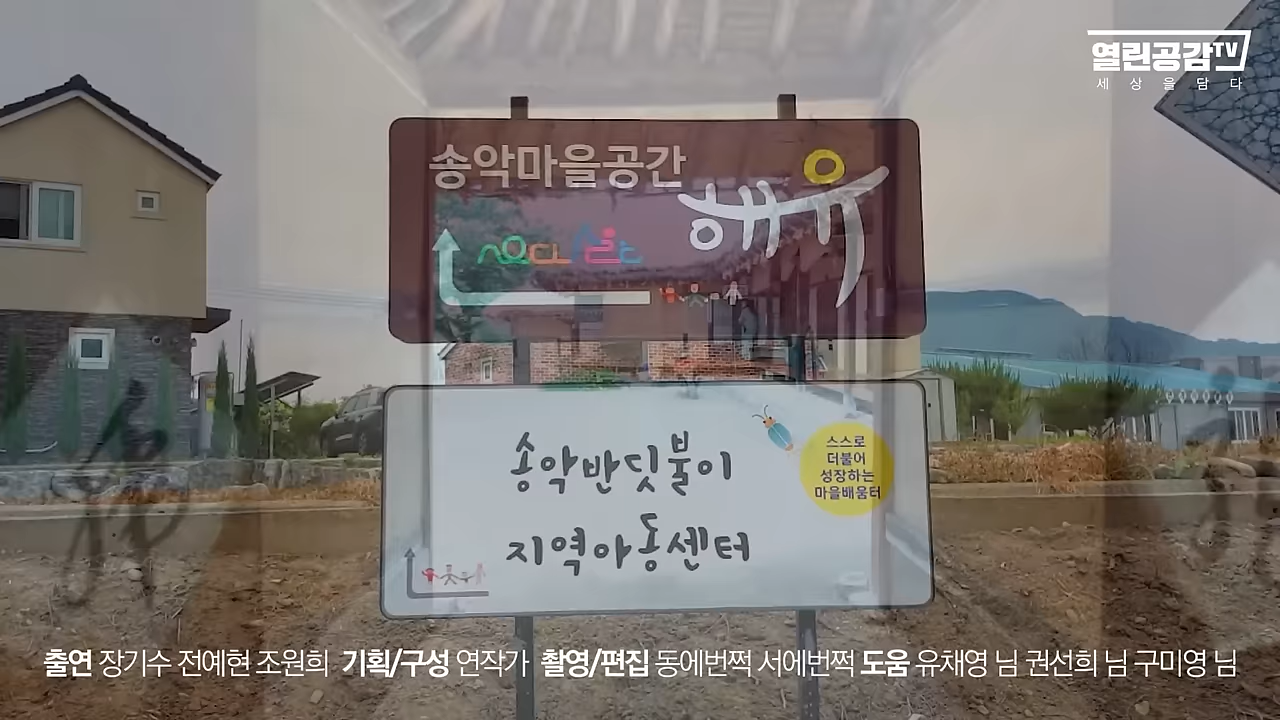 열린공감TV
세상을담다
송악마을공간
해유
송악반딧불이
지역아동센터
스스로
더불어
성장하는
마을배움터
출연 장기수 전예현 조원희 기획/구성 연작가 촬영/편집 동에번쩍 서에번쩍 도움 유채영 님 권선희 님 구미영 님